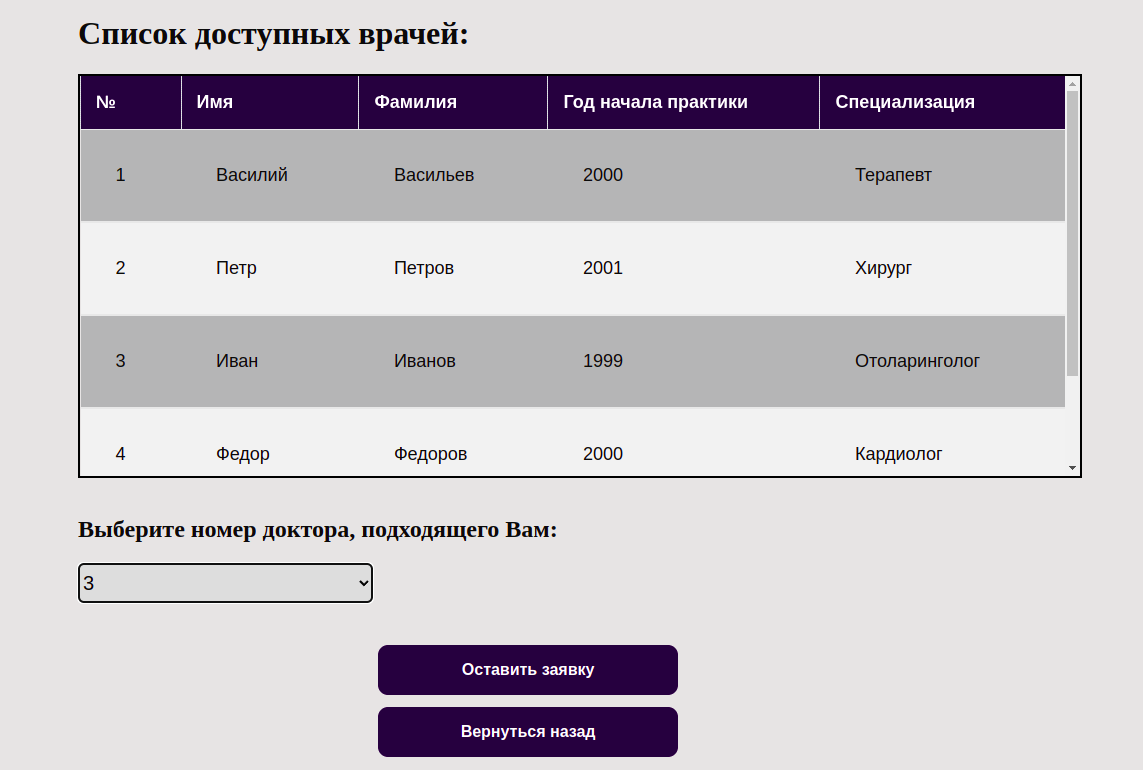 Список доступных врачей:
№ Имя Фамилия Год начала практики Специализация
1 Василий Васильев 2000 Терапевт
2 Петр Петров 2001 Хирург
3 Иван Иванов 1999 Отоларинголог
4 Федор Федоров 2000 Кардиолог
Выберите номер доктора, подходящего Вам:
3
Оставить заявку
Вернуться назад